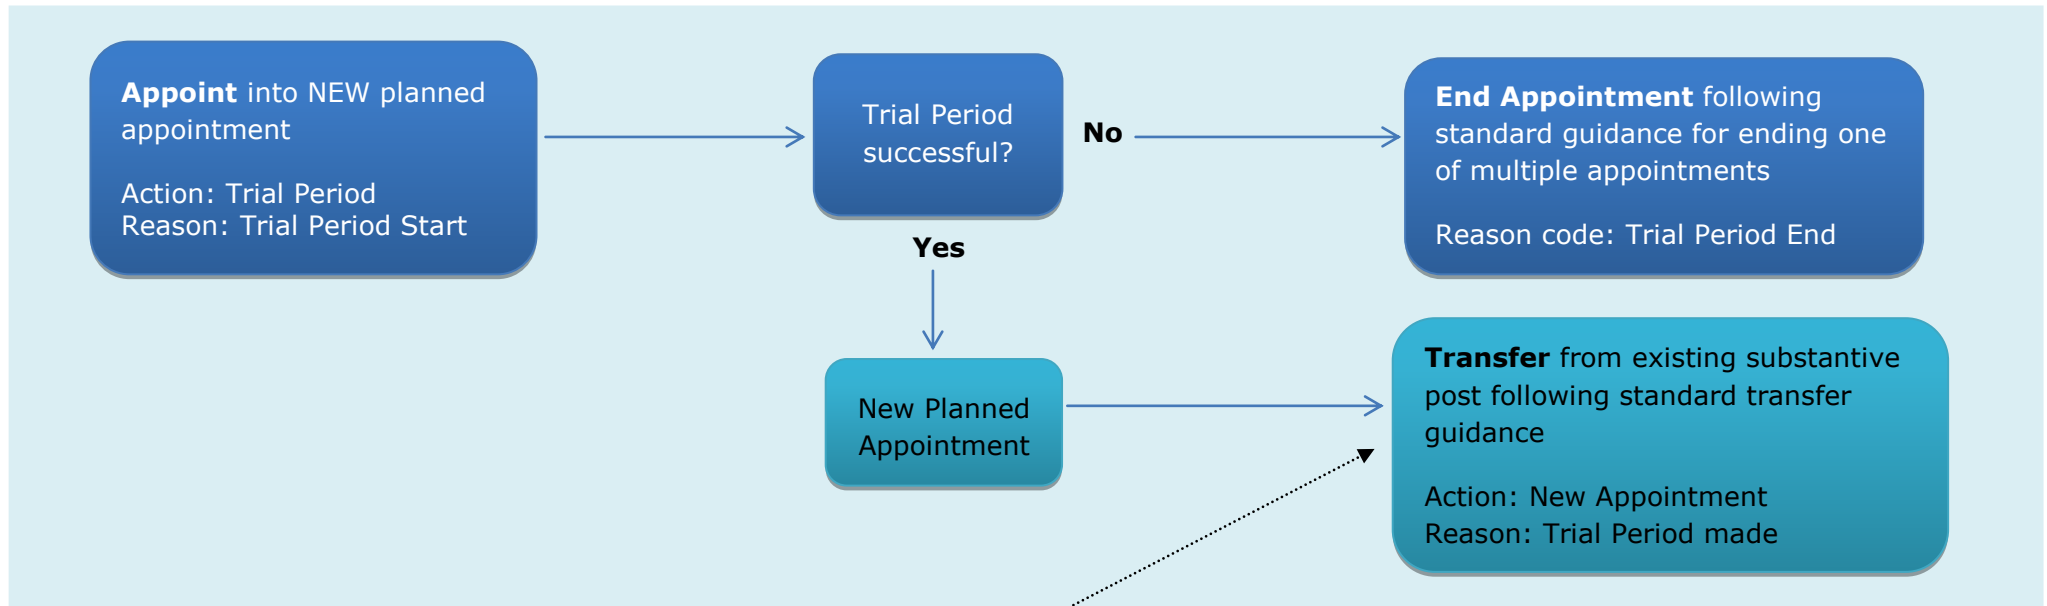 Appoint into NEW planned
appointment
Action: Trial Period
Reason: Trial Period Start
Trial Period
successful?
No
End Appointment following
standard guidance for ending one
of multiple appointments
Reason code: Trial Period End
Yes
New Planned
Appointment
Transfer from existing substantive
post following standard transfer
guidance
Action: New Appointment
Reason: Trial Period made